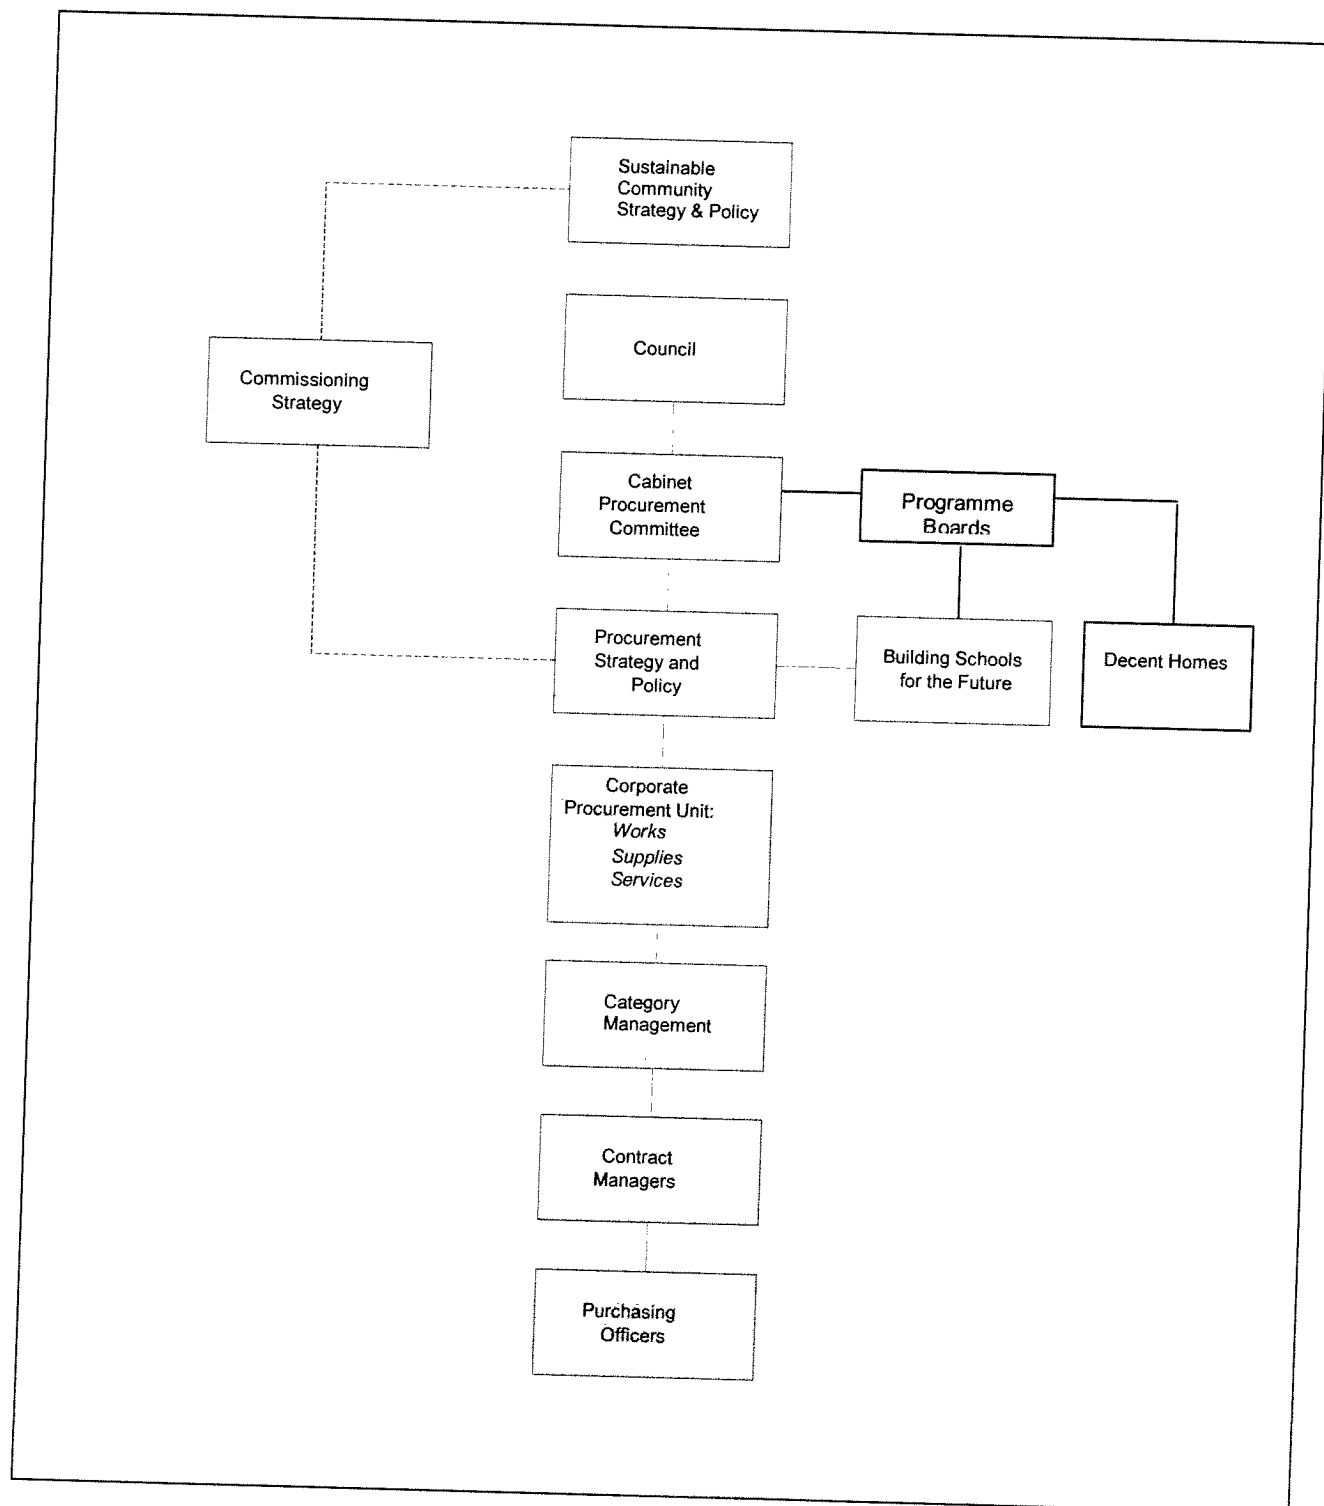 Sustainable
Community
Strategy & Policy
Council
Commissioning
Strategy
Cabinet
Procurement
Committee
Programme
Boards
Procurement
Strategy and
Policy
Building Schools
for the Future
Decent Homes
Corporate
Procurement Unit:
Works
Supplies
Services
Category
Management
Contract
Managers
Purchasing
Officers